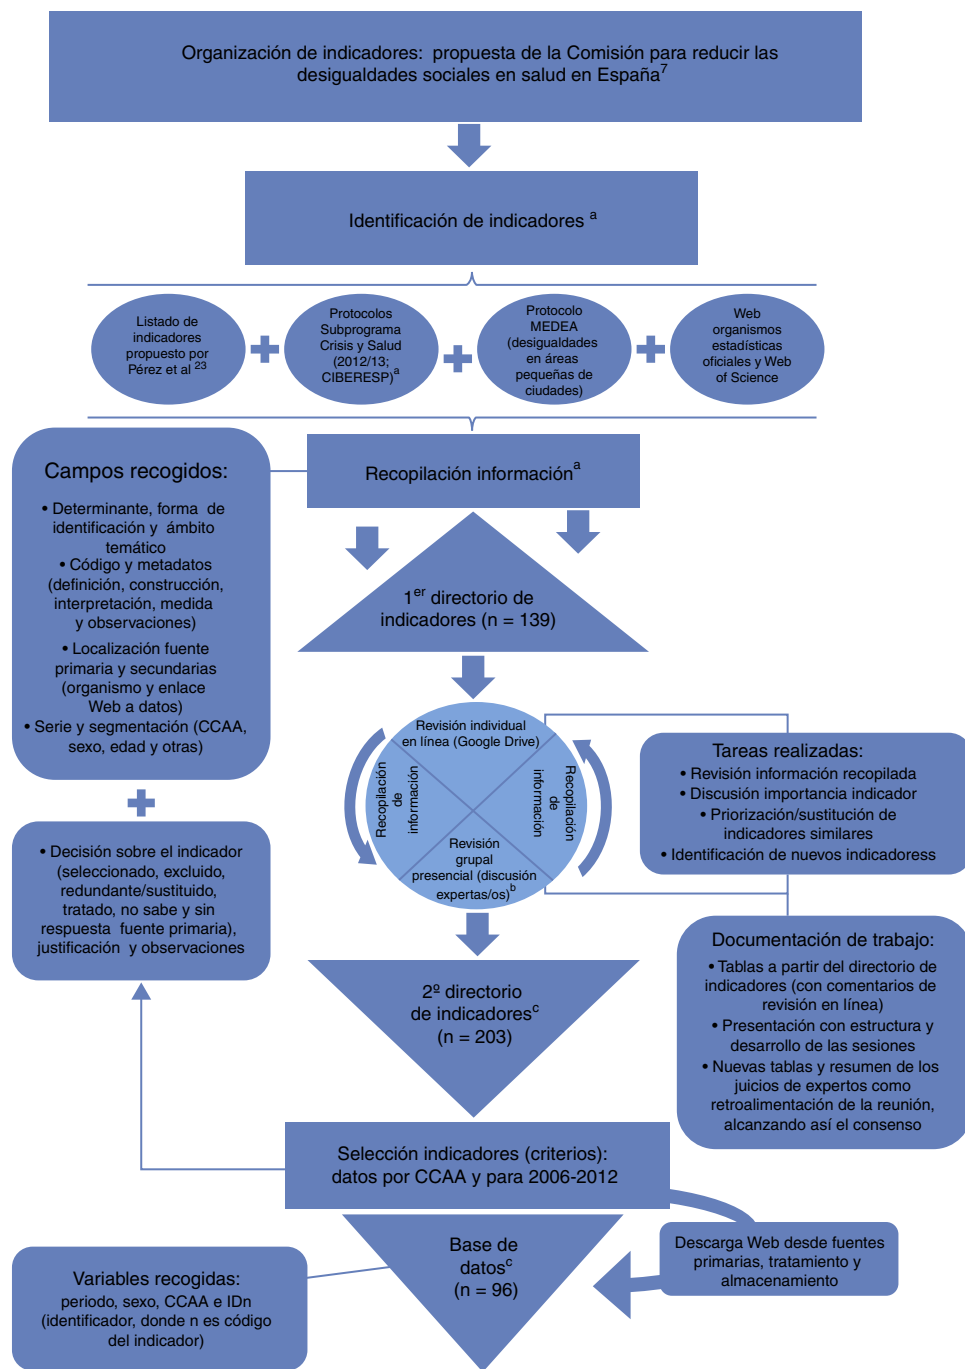 Organización de indicadores: propuesta de la Comisión para reducir las
desigualdades sociales en salud en España7
Identificación de indicadores a
Listado de
indicadores
propuesto por
Pérez et al 23
Protocolos
Subprograma
Crisis y Salud
(2012/13;
CIBERESP)a
Protocolo
MEDEA
(desigualdades
en áreas
pequeñas de
ciudades)
Web
organismos
estadísticas
oficiales y Web
of Science
Recopilación informacióna
Campos recogidos:
• Determinante, forma de
identificación y ámbito
temático
• Código y metadatos
(definición, construcción,
interpretación, medida
y observaciones)
• Localización fuente
primaria y secundarias
(organismo y enlace
Web a datos)
• Serie y segmentación (CCAA,
sexo, edad y otras)
• Decisión sobre el indicador
(seleccionado, excluido,
redundante/sustituido,
tratado, no sabe y sin
respuesta fuente primaria),
justificación y observaciones
1er directorio de
indicadores (n = 139)
Revisión individual
en línea (Google Drive)
Recopilación
de
información
Recopilación
de
información
Revisión
grupal
presencial (discusión
expertas/os)b
Tareas realizadas:
• Revisión información recopilada
• Discusión importancia indicador
• Priorización/sustitución de
indicadores similares
• Identificación de nuevos indicadoress
Documentación de trabajo:
• Tablas a partir del directorio de
indicadores (con comentarios de
revisión en línea)
• Presentación con estructura y
desarrollo de las sesiones
• Nuevas tablas y resumen de los
juicios de expertos como
retroalimentación de la reunión,
alcanzando así el consenso
2º directorio
de indicadoresc
(n = 203)
Selección indicadores (criterios):
datos por CCAA y para 2006-2012
Descarga Web desde fuentes
primarias, tratamiento y
almacenamiento
Base de
datosc
(n = 96)
Variables recogidas:
periodo, sexo, CCAA e IDn
(identificador, donde n es código
del indicador)